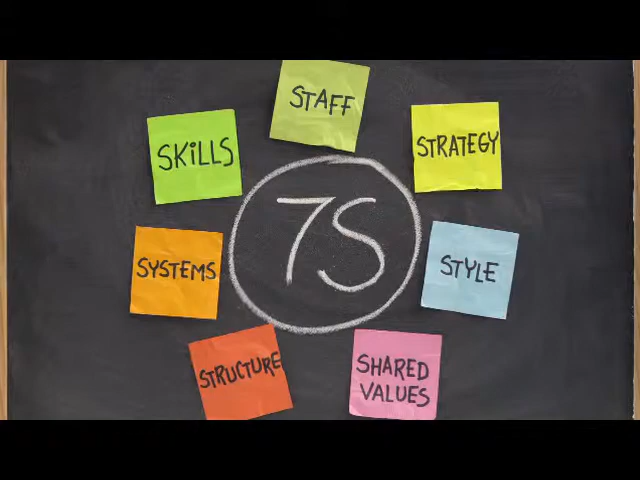 STAFF
STRATEGY
SKILLS
7S
SYSTEMS
STYLE
STRUCTURE
SHARED
VALUES